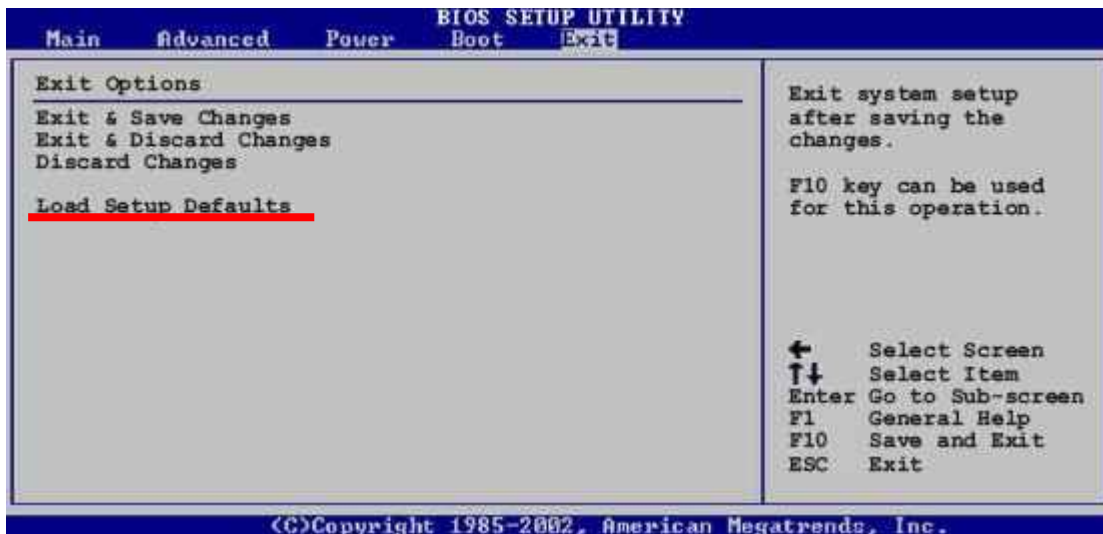 BIOS SETUP UTILITY
Main Advanced Power Boot Exit
Exit Options
Exit & Save Changes
Exit & Discard Changes
Discard Changes
Load Setup Defaults
Exit system setup
after saving the
changes.
F10 key can be used
for this operation.
← Select Screen
↑↓ Select Item
Enter Go to Sub-screen
F1 General Help
F10 Save and Exit
ESC Exit
(C)Copyright 1985-2002, American Megatrends, Inc.